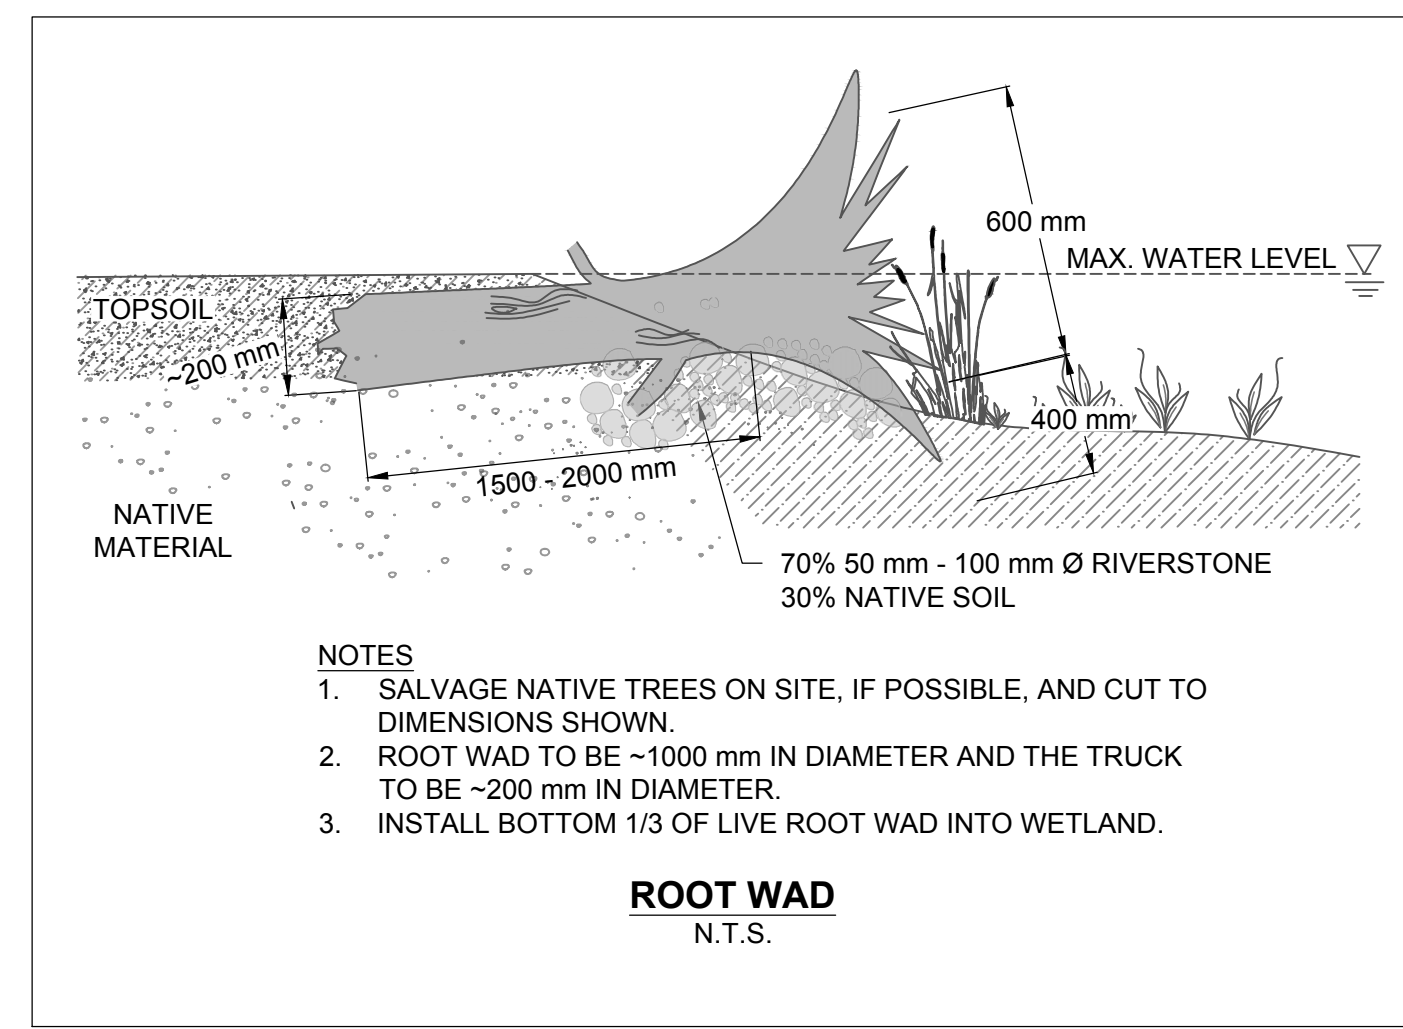 600 mm
MAX. WATER LEVEL
TOPSOIL
~200 mm
400 mm
1500 - 2000 mm
NATIVE
MATERIAL
70% 50 mm - 100 mm Ø RIVERSTONE
30% NATIVE SOIL
NOTES
1. SALVAGE NATIVE TREES ON SITE, IF POSSIBLE, AND CUT TO
DIMENSIONS SHOWN.
2. ROOT WAD TO BE ~1000 mm IN DIAMETER AND THE TRUCK
TO BE ~200 mm IN DIAMETER.
3. INSTALL BOTTOM 1/3 OF LIVE ROOT WAD INTO WETLAND.
ROOT WAD
N.T.S.